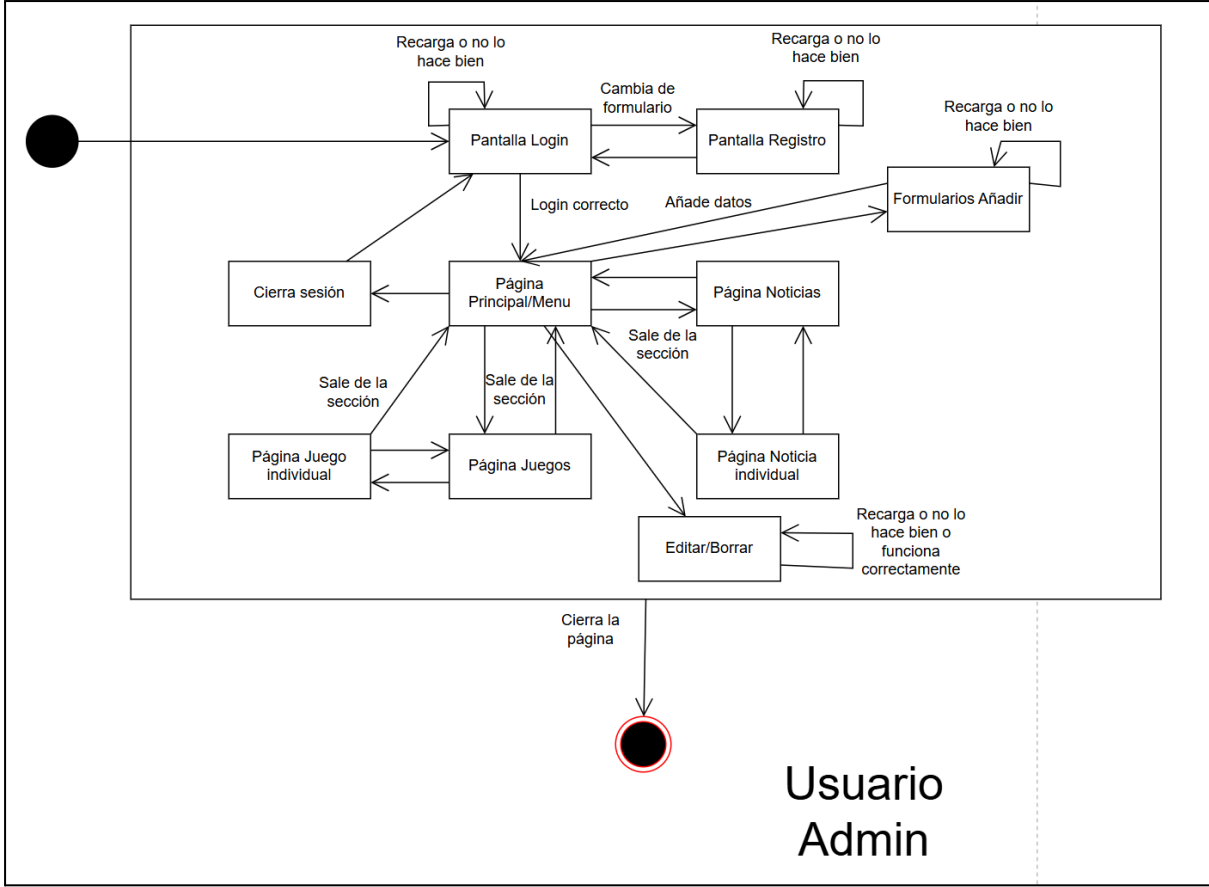 Recarga o no lo
hace bien
Recarga o no lo
hace bien
Cambia de
formulario
Recarga o no lo
hace bien
Pantalla Login
Pantalla Registro
Formularios Añadir
Login correcto
Añade datos
Cierra sesión
Página
Principal/Menu
Página Noticias
Sale de la
sección
Sale de la
sección
Sale de la
sección
Página Juego
individual
Página Juegos
Página Noticia
individual
Editar/Borrar
Recarga o no lo
hace bien o
funciona
correctamente
Cierra la
página
Usuario
Admin